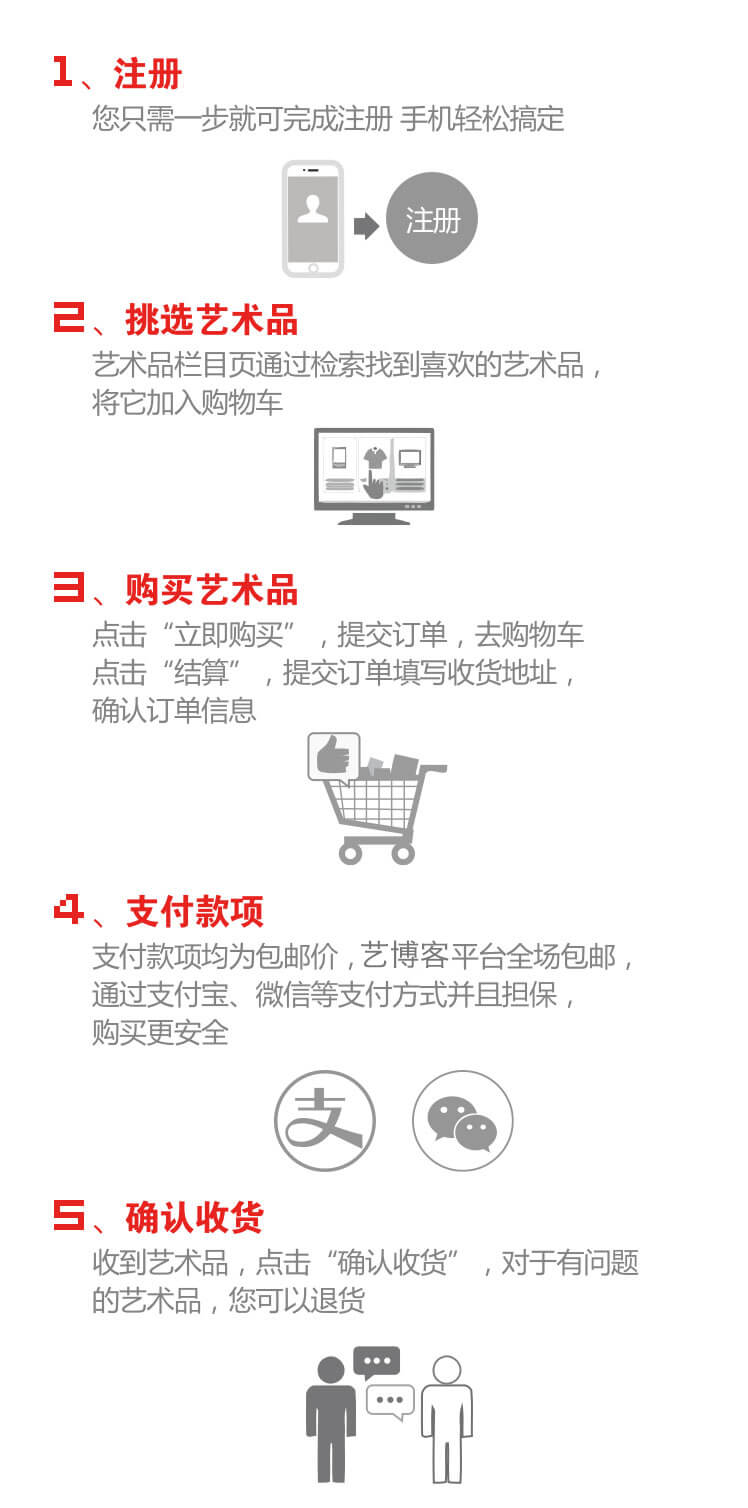 1、注册
您只需一步就可完成注册 手机轻松搞定
注册
2、挑选艺术品
艺术品栏目页通过检索找到喜欢的艺术品，
将它加入购物车
3、购买艺术品
点击“立即购买”，提交订单，去购物车
点击“结算”，提交订单填写收货地址，
确认订单信息
4、支付款项
支付款项均为包邮价，艺博客平台全场包邮，
通过支付宝、微信等支付方式并且担保，
购买更安全
支
5、确认收货
收到艺术品，点击“确认收货”，对于有问题
的艺术品，您可以退货